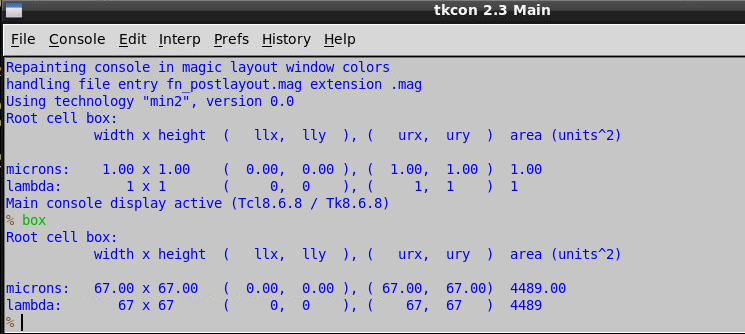 tkcon 2.3 Main
File Console Edit Interp Prefs History Help
Repainting console in magic layout window colors
handling file entry fn_postlayout.mag extension .mag
Using technology "min2", version 0.0
Root cell box:
width x height ( llx, lly ), ( urx, ury ) area (units^2)
microns: 1.00 x 1.00 ( 0.00, 0.00 ), ( 1.00, 1.00 ) 1.00
lambda: 1 x 1 ( 0, 0 ), ( 1, 1 ) 1
Main console display active (Tcl8.6.8 / Tk8.6.8)
% box
Root cell box:
width x height ( llx, lly ), ( urx, ury ) area (units^2)
microns: 67.00 x 67.00 ( 0.00, 0.00 ), ( 67.00, 67.00) 4489.00
lambda: 67 x 67 ( 0, 0 ), ( 67, 67 ) 4489
%